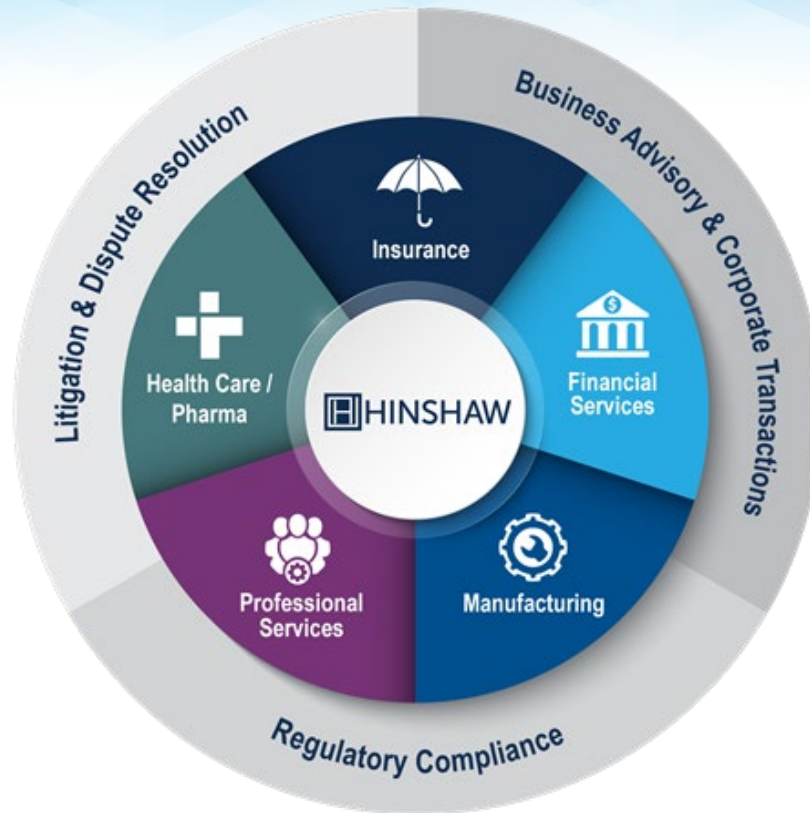 Litigation & Dispute Resolution
Business Advisory & Corporate Transactions
Insurance
$
Health Care /
Pharma
Financial
Services
H HINSHAW
Professional
Services
Manufacturing
Regulatory Compliance